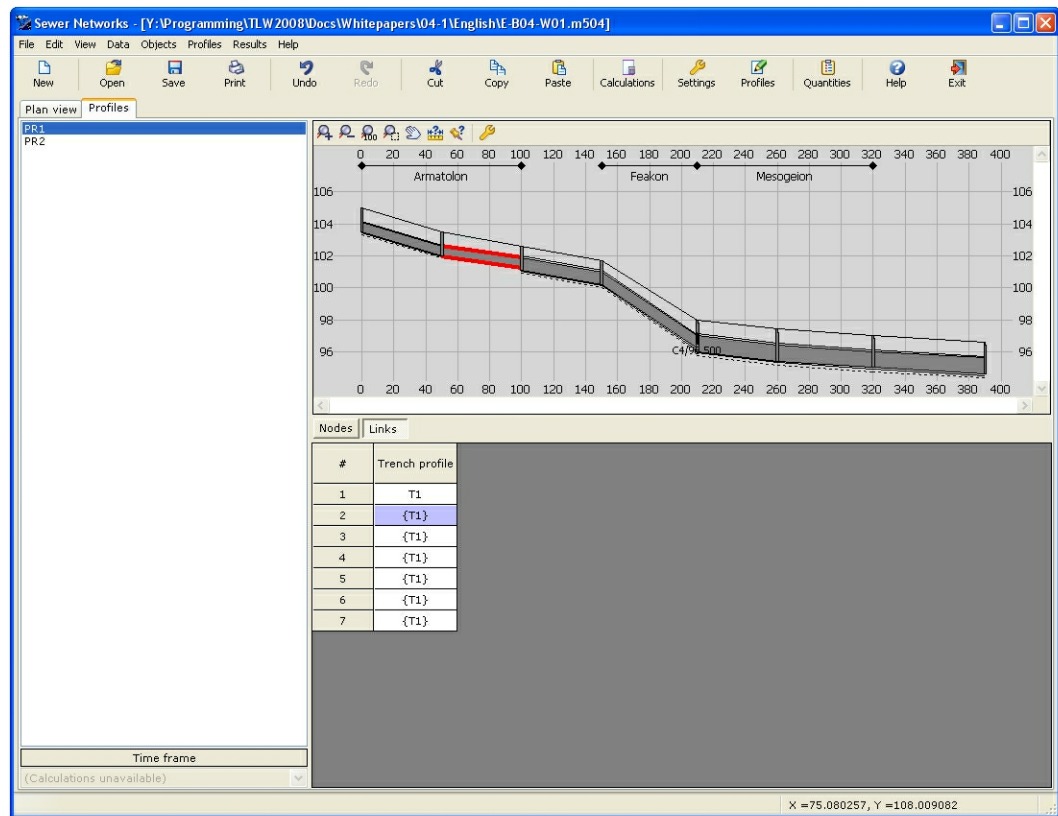 Sewer Networks - [Y:\Programming\TLW2008\Docs\Whitepapers\04-1\English\E-B04-W01.m504]
File Edit View Data Objects Profiles Results Help
New Open Save Print Undo Redo Cut Copy Paste Calculations Settings Profiles Quantities Help Exit
Plan view Profiles
PR1
PR2
100
0 20 40 60 80 100 120 140 160 180 200 220 240 260 280 300 320 340 360 380 400
Armatolon Feakon Mesogeion
106 106
104 104
102 102
100 100
98 98
96 96
0 20 40 60 80 100 120 140 160 180 200 220 240 260 280 300 320 340 360 380 400
Nodes Links
# Trench profile
1 T1
2 {T1}
3 {T1}
4 {T1}
5 {T1}
6 {T1}
7 {T1}
Time frame
(Calculations unavailable)
X =75.080257, Y =108.009082